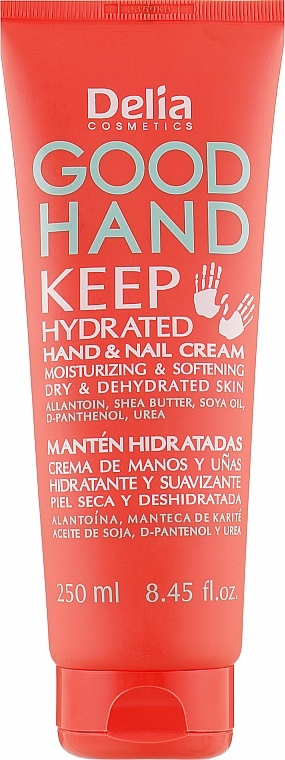 Delia
COSMETICS
GOOD
HAND
KEEP
HYDRATED
HAND & NAIL CREAM
MOISTURIZING & SOFTENING
DRY & DEHYDRATED SKIN
ALLANTOIN, SHEA BUTTER, SOYA OIL,
D-PANTHENOL, UREA
MANTÉN HIDRATADAS
CREMA DE MANOS Y UÑAS
HIDRATANTE Y SUAVIZANTE
PIEL SECA Y DESHIDRATADA
ALANTOÍNA, MANTECA DE KARITÉ
ACEITE DE SOJA, D-PANTENOL Y UREA
250 ml 8.45 fl.oz.